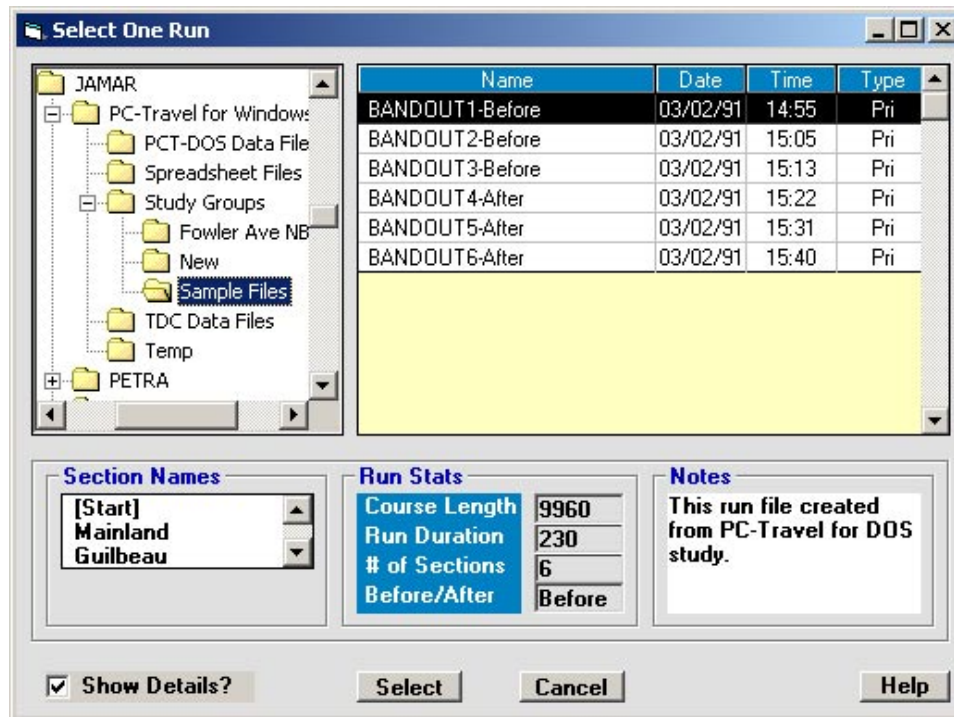 Select One Run
JAMAR
PC-Travel for Windows
PCT-DOS Data File
Spreadsheet Files
Study Groups
Fowler Ave NB
New
Sample Files
TDC Data Files
Temp
PETRA
Name Date Time Type
BANDOUT1-Before 03/02/91 14:55 Pri
BANDOUT2-Before 03/02/91 15:05 Pri
BANDOUT3-Before 03/02/91 15:13 Pri
BANDOUT4-After 03/02/91 15:22 Pri
BANDOUT5-After 03/02/91 15:31 Pri
BANDOUT6-After 03/02/91 15:40 Pri
Section Names
[Start]
Mainland
Guilbeau
Run Stats
Course Length 9960
Run Duration 230
# of Sections 6
Before/After Before
Notes
This run file created
from PC-Travel for DOS
study.
Show Details?
Select
Cancel
Help